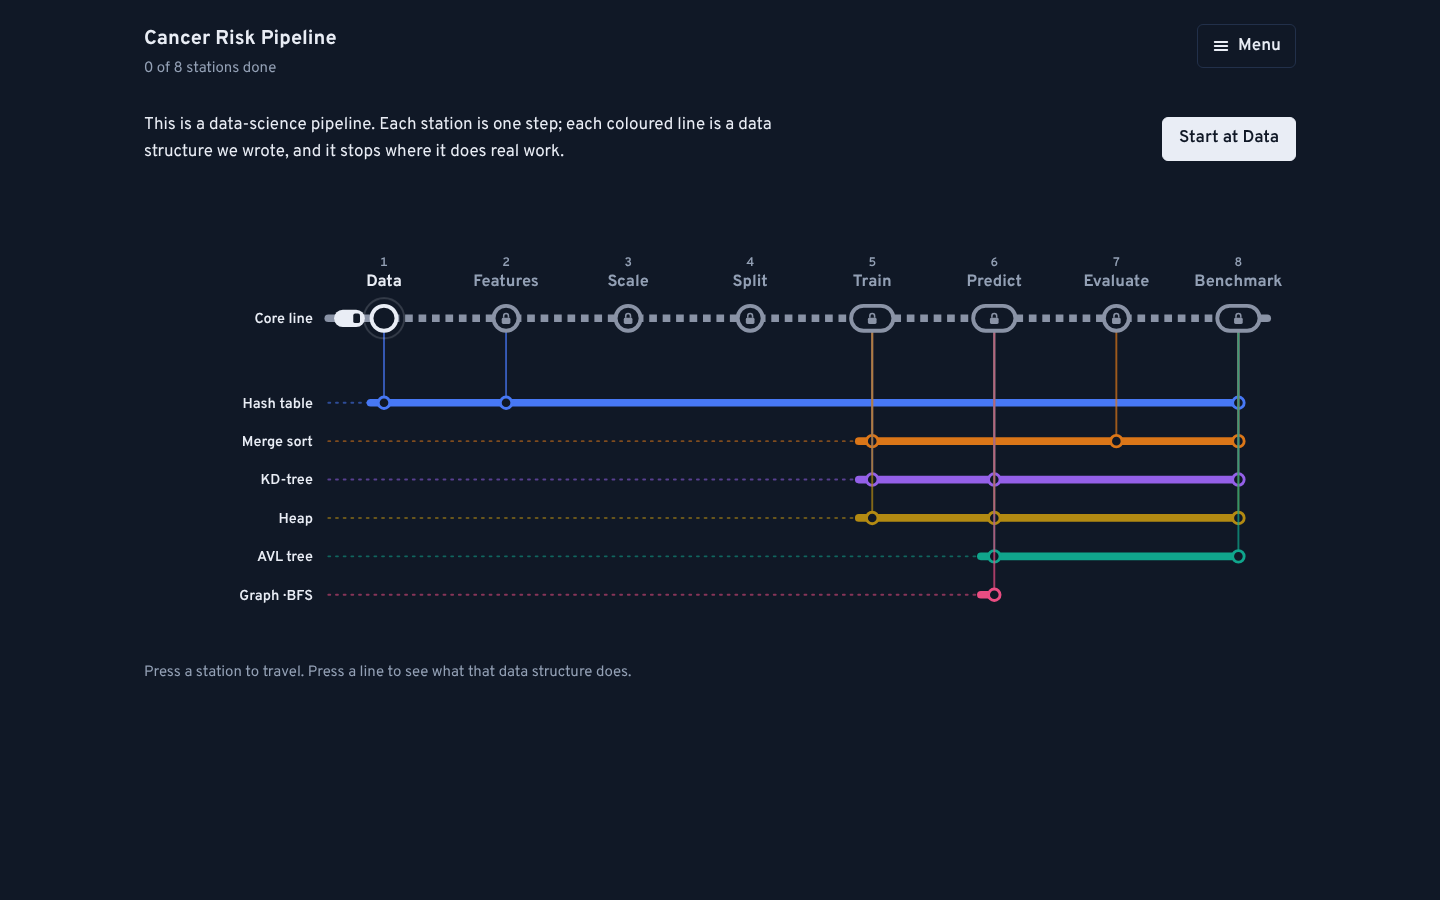 Cancer Risk Pipeline
0 of 8 stations done
Menu
This is a data-science pipeline. Each station is one step; each coloured line is a data
structure we wrote, and it stops where it does real work.
Start at Data
1 2 3 4 5 6 7 8
Data Features Scale Split Train Predict Evaluate Benchmark
Core line
Hash table
Merge sort
KD-tree
Heap
AVL tree
Graph · BFS
Press a station to travel. Press a line to see what that data structure does.